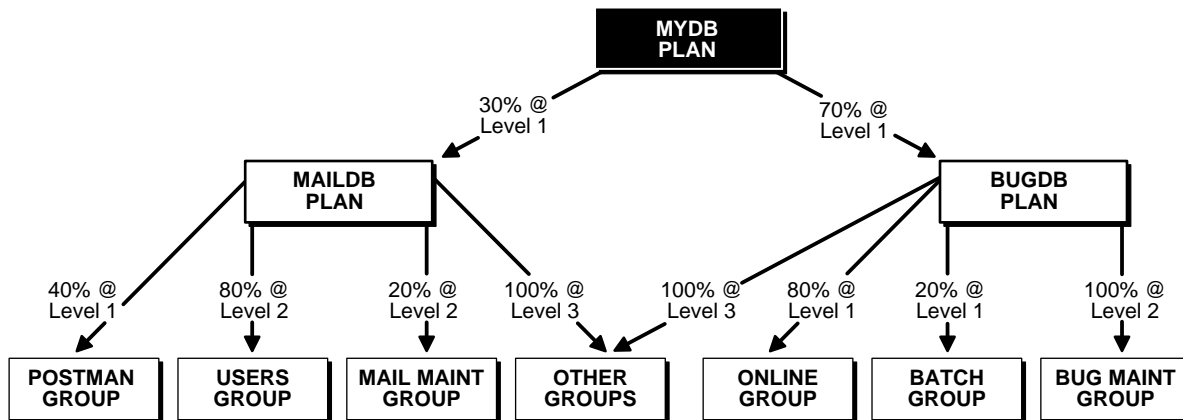 MYDB
PLAN
30% @
Level 1
70% @
Level 1
MAILDB
PLAN
BUGDB
PLAN
40% @
Level 1
80% @
Level 2
20% @
Level 2
100% @
Level 3
100% @
Level 3
80% @
Level 1
20% @
Level 1
100% @
Level 2
POSTMAN
GROUP
USERS
GROUP
MAIL MAINT
GROUP
OTHER
GROUPS
ONLINE
GROUP
BATCH
GROUP
BUG MAINT
GROUP